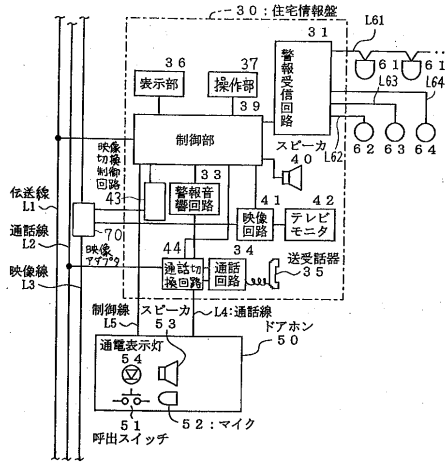 30:住宅情報盤
31
L61
36
37
表示部
操作部
39
警報受信回路
61
61
L63
L64
制御部
スピーカ
40
L62
62
63
64
映像切換制御回路
33
43
警報音響回路
41
42
映像回路
テレビモニタ
伝送線
L1
通話線
L2
映像線
L3
70
映像アダプタ
44
34
送受話器
35
通話切換回路
通話回路
制御線
L5
スピーカ
53
L4:通話線
ドアホン
50
通電表示灯
54
51
呼出スイッチ
52:マイク